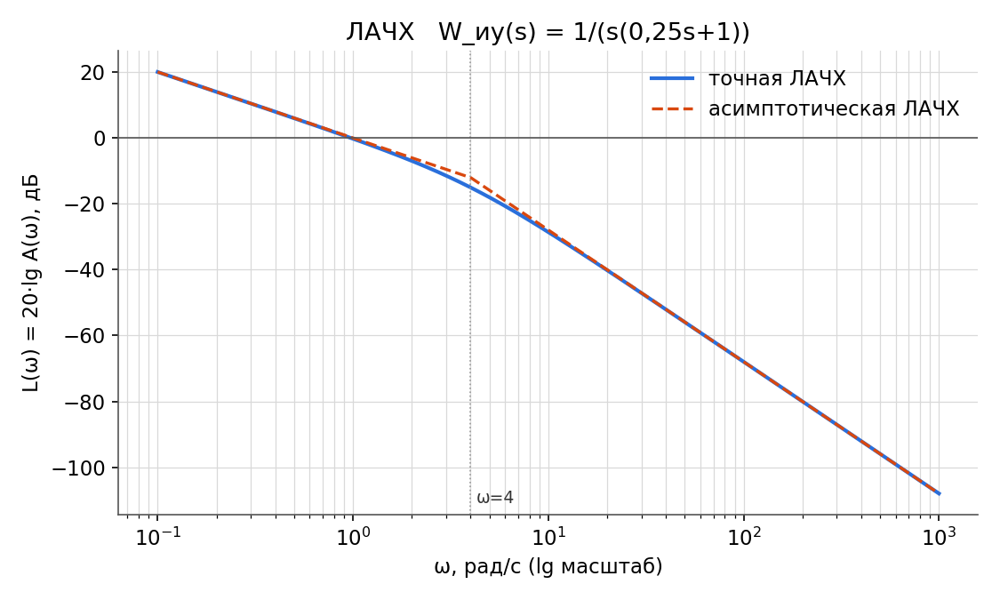 ЛАЧХ W_иу(s) = 1/(s(0,25s+1))
точная ЛАЧХ
асимптотическая ЛАЧХ
L(ω) = 20·lg A(ω), дБ
20
0
−20
−40
−60
−80
−100
ω=4
10⁻¹
10⁰
10¹
10²
10³
ω, рад/с (lg масштаб)